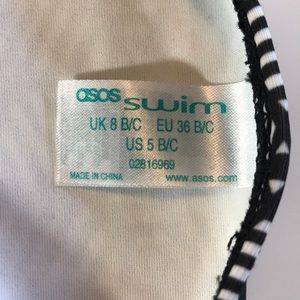 asos swim
UK 8 B/C EU 36 B/C
US 5 B/C
02816969
MADE IN CHINA www.asos.com